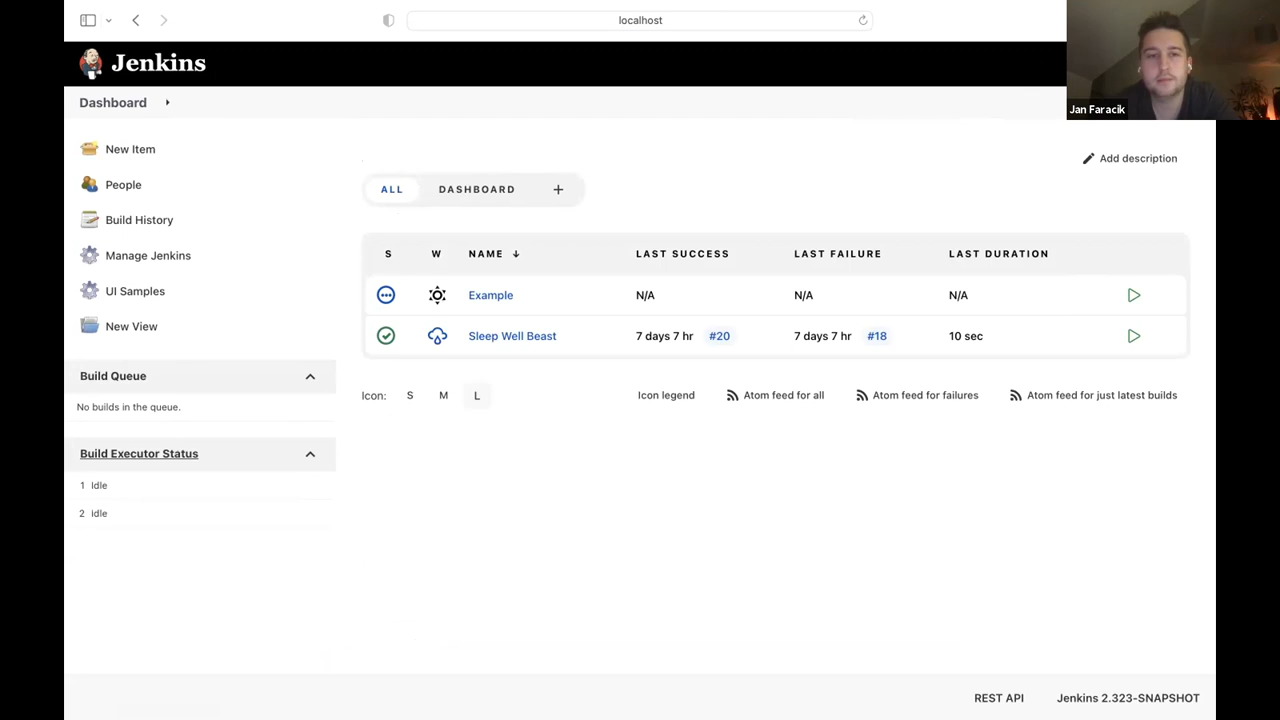 localhost
Jenkins
Jan Faracik
Dashboard
New Item
People
Build History
Manage Jenkins
UI Samples
New View
Build Queue
No builds in the queue.
Build Executor Status
1 Idle
2 Idle
Add description
ALL DASHBOARD +
S W NAME ↓ LAST SUCCESS LAST FAILURE LAST DURATION
Example N/A N/A N/A
Sleep Well Beast 7 days 7 hr #20 7 days 7 hr #18 10 sec
Icon: S M L Icon legend Atom feed for all Atom feed for failures Atom feed for just latest builds
REST API Jenkins 2.323-SNAPSHOT